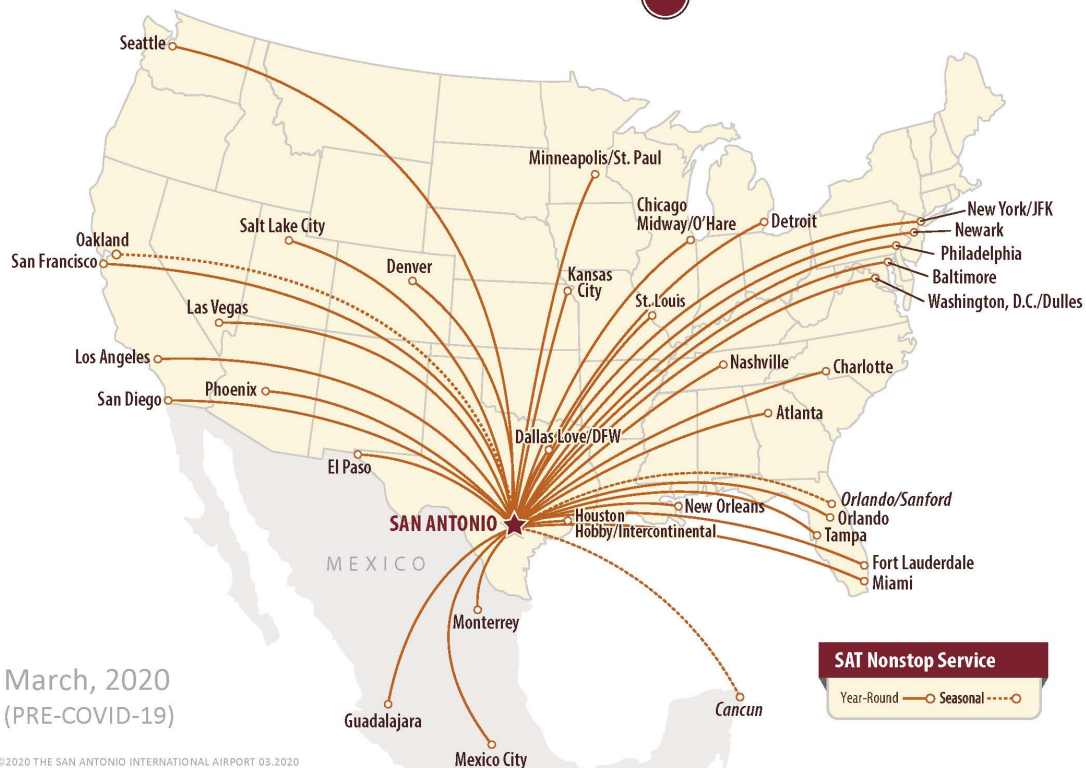 Seattle
Minneapolis/St. Paul
Chicago
Midway/O'Hare
Detroit
New York/JFK
Newark
Philadelphia
Baltimore
Washington, D.C./Dulles
Salt Lake City
Oakland
San Francisco
Denver
Kansas
City
St. Louis
Las Vegas
Los Angeles
Phoenix
San Diego
Nashville
Charlotte
Atlanta
Dallas Love/DFW
El Paso
SAN ANTONIO
Houston
Hobby/Intercontinental
New Orleans
Orlando/Sanford
Orlando
Tampa
Fort Lauderdale
Miami
MEXICO
Monterrey
Guadalajara
Mexico City
Cancun
SAT Nonstop Service
Year-Round Seasonal
March, 2020
(PRE-COVID-19)
©2020 THE SAN ANTONIO INTERNATIONAL AIRPORT 03.2020